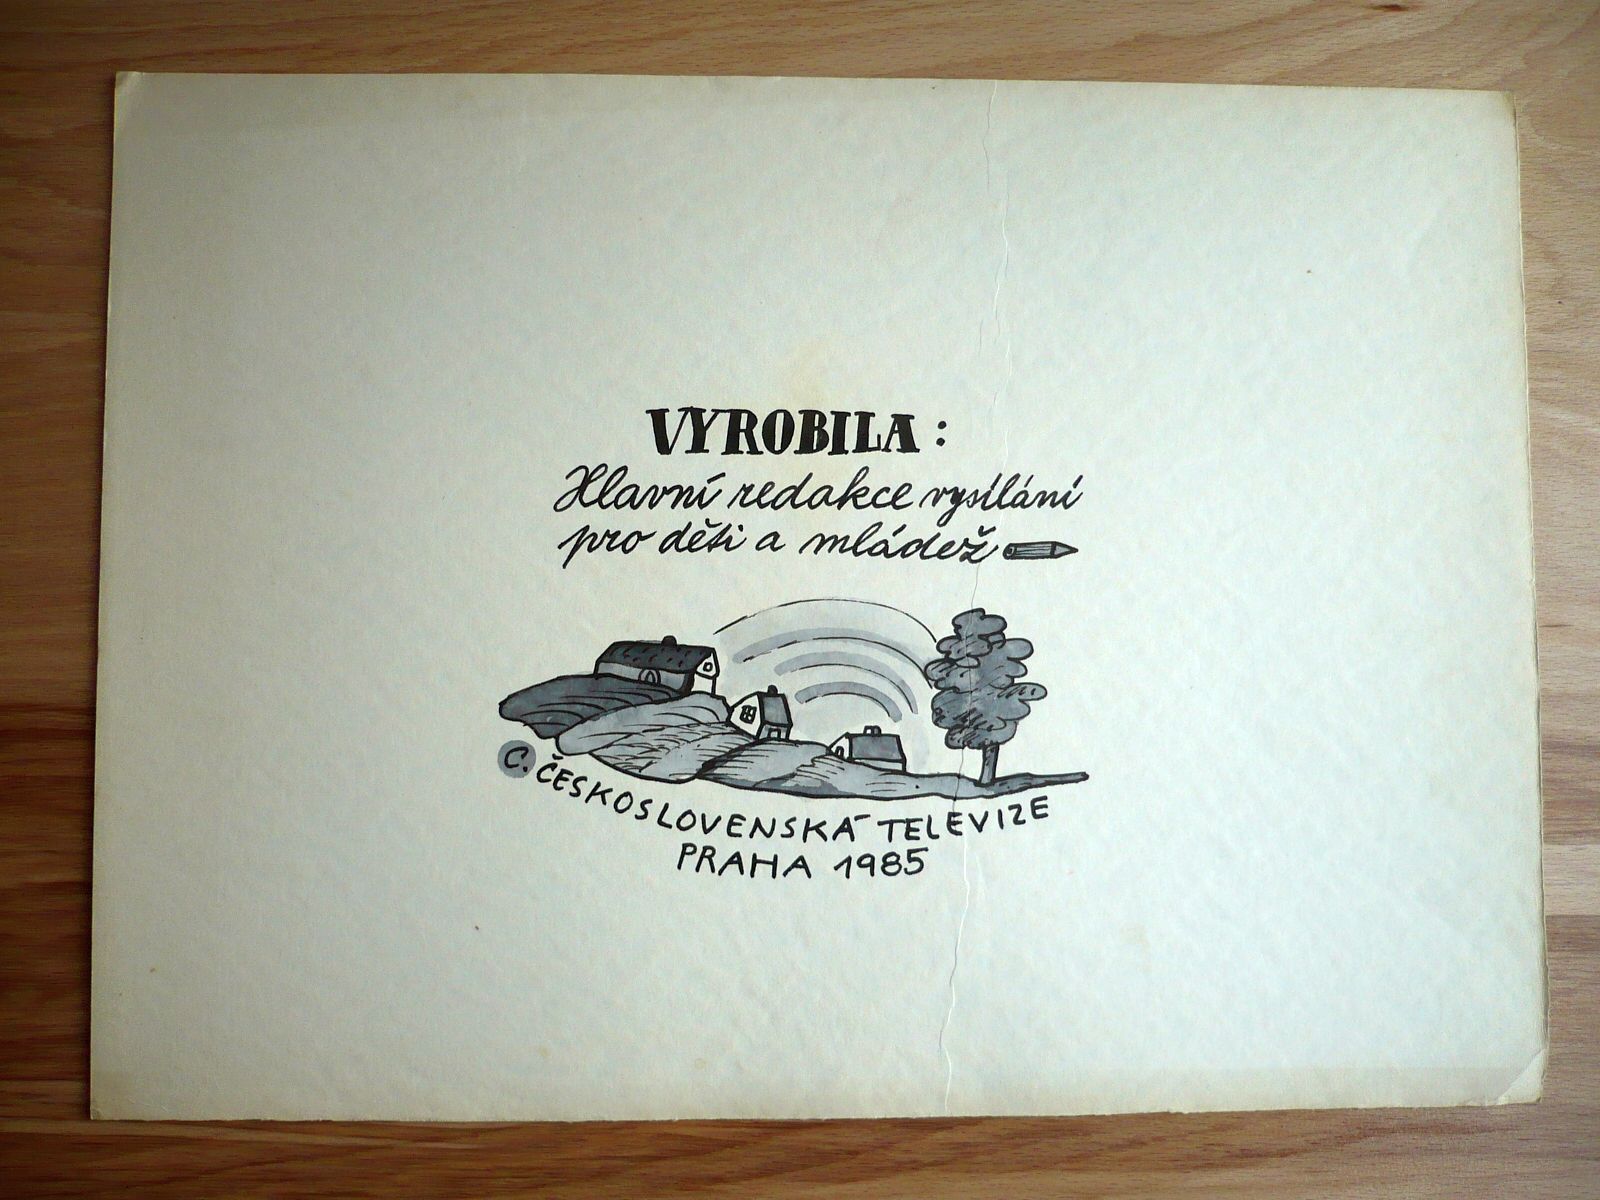 VYROBILA:
Hlavní redakce vysílání
pro děti a mládež
C. ČESKOSLOVENSKÁ TELEVIZE
PRAHA 1985